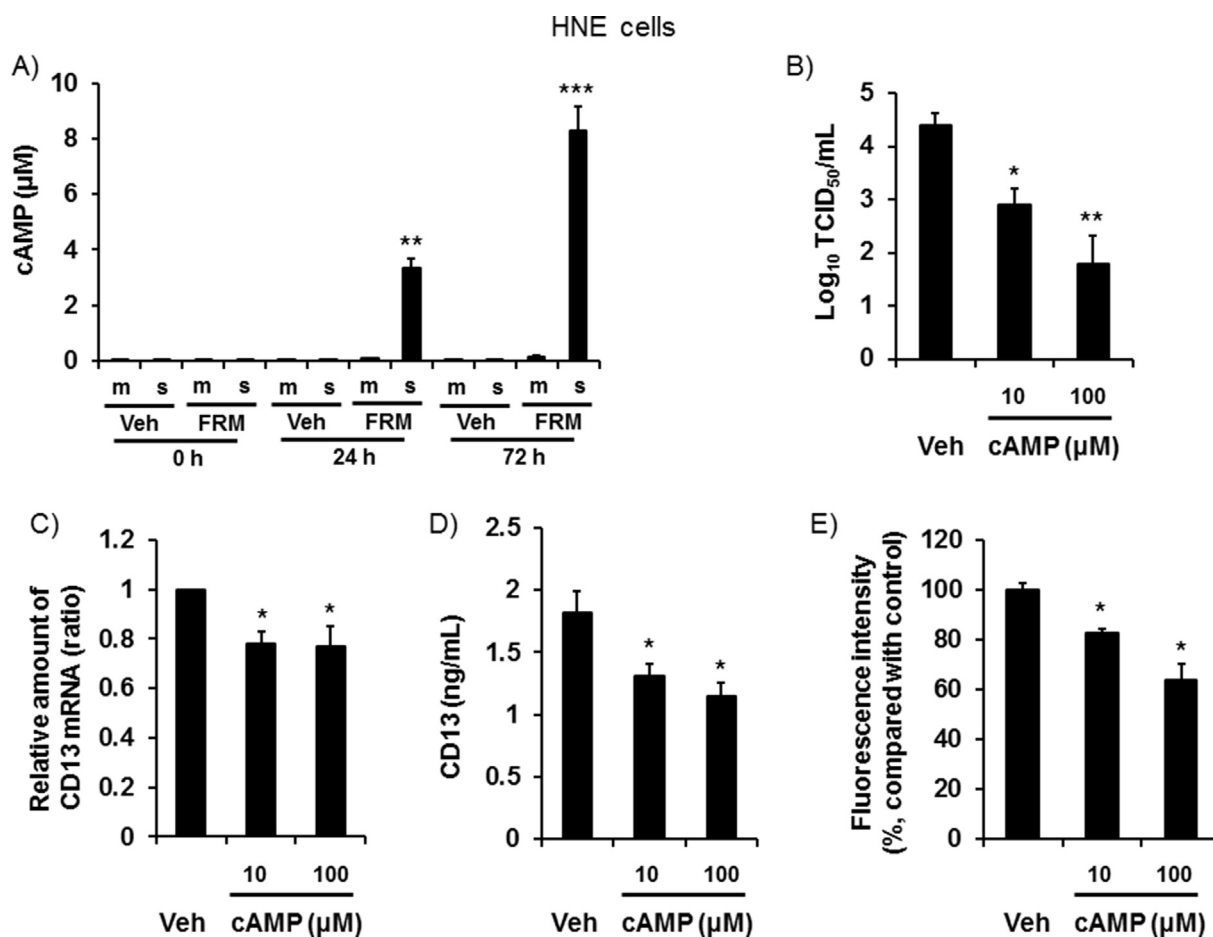 HNE cells
A)
cAMP (µM)
10
8
6
4
2
0
**
***
m s m s m s m s m s m s
Veh FRM Veh FRM Veh FRM
0 h 24 h 72 h
B)
Log10 TCID50/mL
5
4
3
2
1
0
*
**
10 100
Veh cAMP (µM)
C)
Relative amount of
CD13 mRNA (ratio)
1.2
1
0.8
0.6
0.4
0.2
0
*
*
10 100
Veh cAMP (µM)
D)
CD13 (ng/mL)
2.5
2
1.5
1
0.5
0
*
*
10 100
Veh cAMP (µM)
E)
Fluorescence intensity
(%, compared with control)
120
100
80
60
40
20
0
*
*
10 100
Veh cAMP (µM)